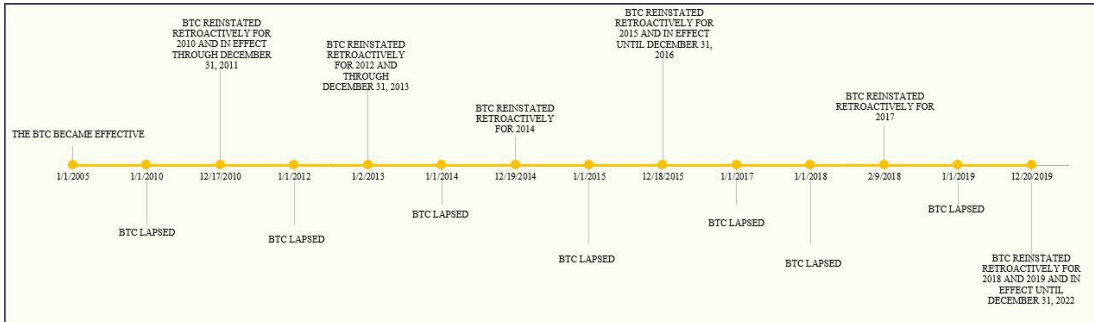 BTC REINSTATED
RETROACTIVELY FOR
2010 AND IN EFFECT
THROUGH DECEMBER
31, 2011
BTC REINSTATED
RETROACTIVELY
FOR 2012 AND
THROUGH
DECEMBER 31, 2013
BTC REINSTATED
RETROACTIVELY
FOR 2014
BTC REINSTATED
RETROACTIVELY FOR
2015 AND IN EFFECT
UNTIL DECEMBER 31,
2016
BTC REINSTATED
RETROACTIVELY FOR
2017
THE BTC BECAME EFFECTIVE
1/1/2005
1/1/2010
12/17/2010
1/1/2012
1/2/2013
1/1/2014
12/19/2014
1/1/2015
12/18/2015
1/1/2017
1/1/2018
2/9/2018
1/1/2019
12/20/2019
BTC LAPSED
BTC LAPSED
BTC LAPSED
BTC LAPSED
BTC LAPSED
BTC LAPSED
BTC LAPSED
BTC REINSTATED
RETROACTIVELY FOR
2018 AND 2019 AND IN
EFFECT UNTIL
DECEMBER 31, 2022